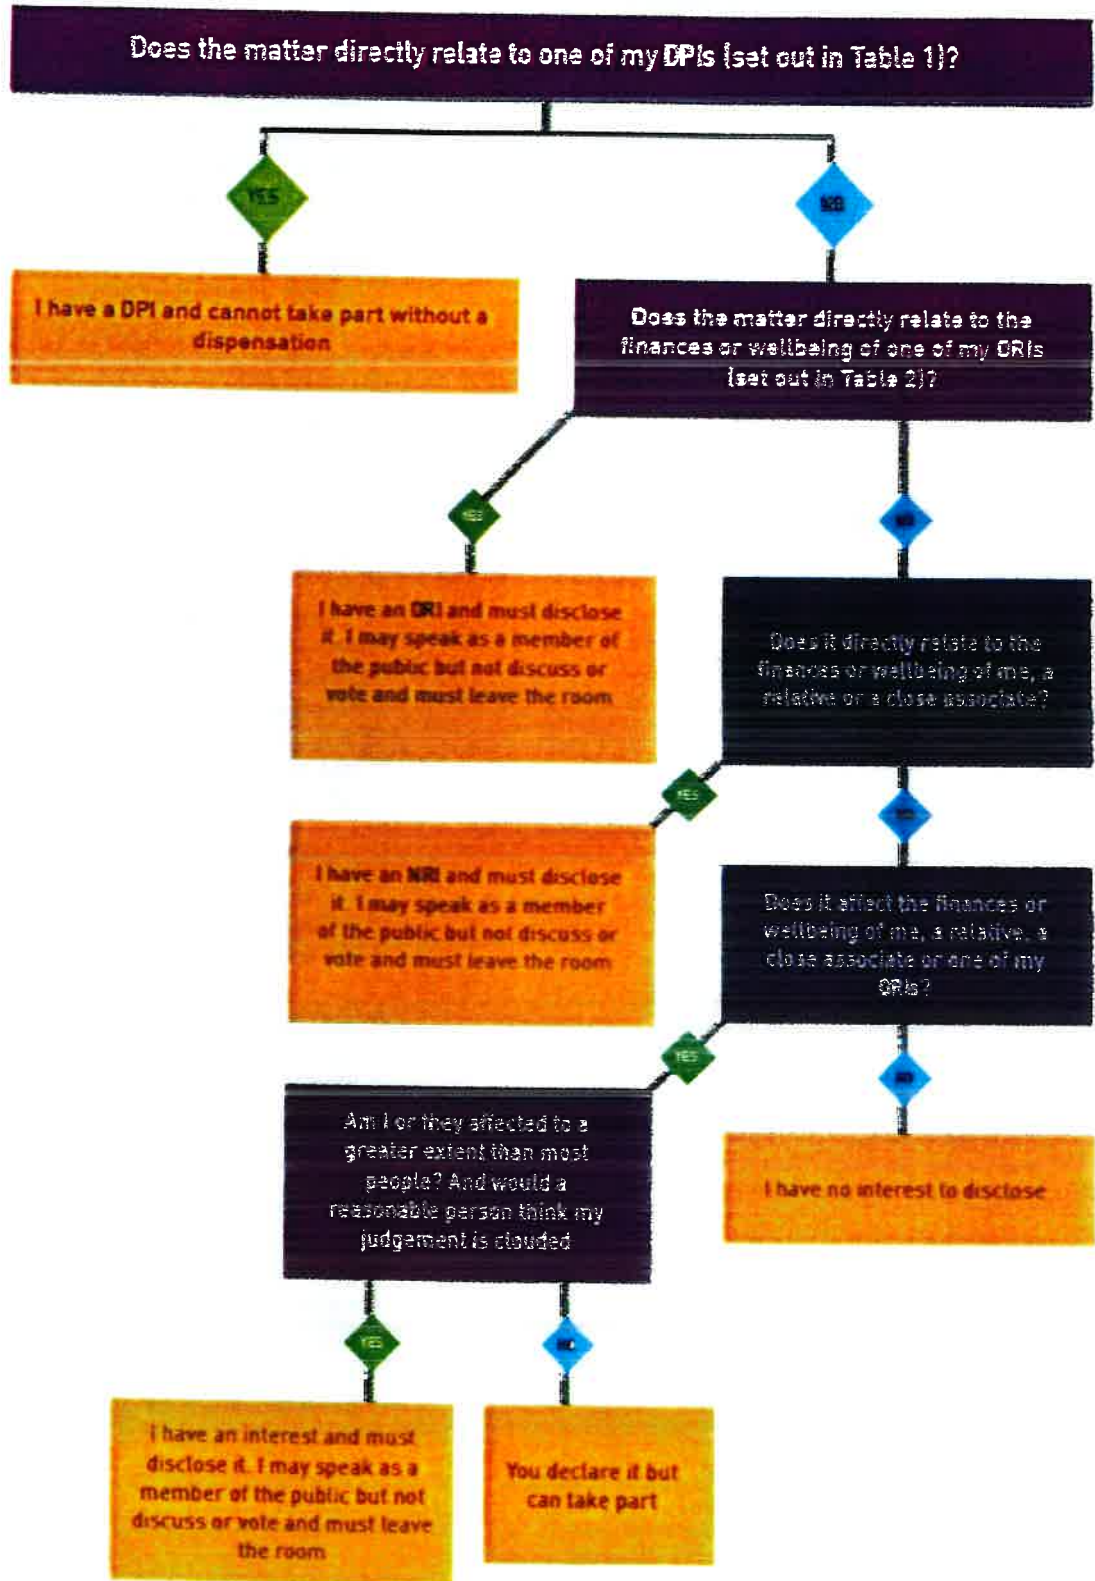 Does the matter directly relate to one of my DPIs (set out in Table 1)?
YES
NO
I have a DPI and cannot take part without a
dispensation
Does the matter directly relate to the
finances or wellbeing of one of my ORIs
(set out in Table 2)?
YES
NO
I have an ORI and must disclose
it. I may speak as a member of
the public but not discuss or
vote and must leave the room
Does it directly relate to the
finances or wellbeing of me, a
relative or a close associate?
YES
NO
I have an NRI and must disclose
it. I may speak as a member
of the public but not discuss or
vote and must leave the room
Does it affect the finances or
wellbeing of me, a relative, a
close associate or one of my
ORIs?
YES
NO
Am I or they affected to a
greater extent than most
people? And would a
reasonable person think my
judgement is clouded
I have no interest to disclose
YES
NO
I have an interest and must
disclose it. I may speak as a
member of the public but not
discuss or vote and must leave
the room
You declare it but
can take part